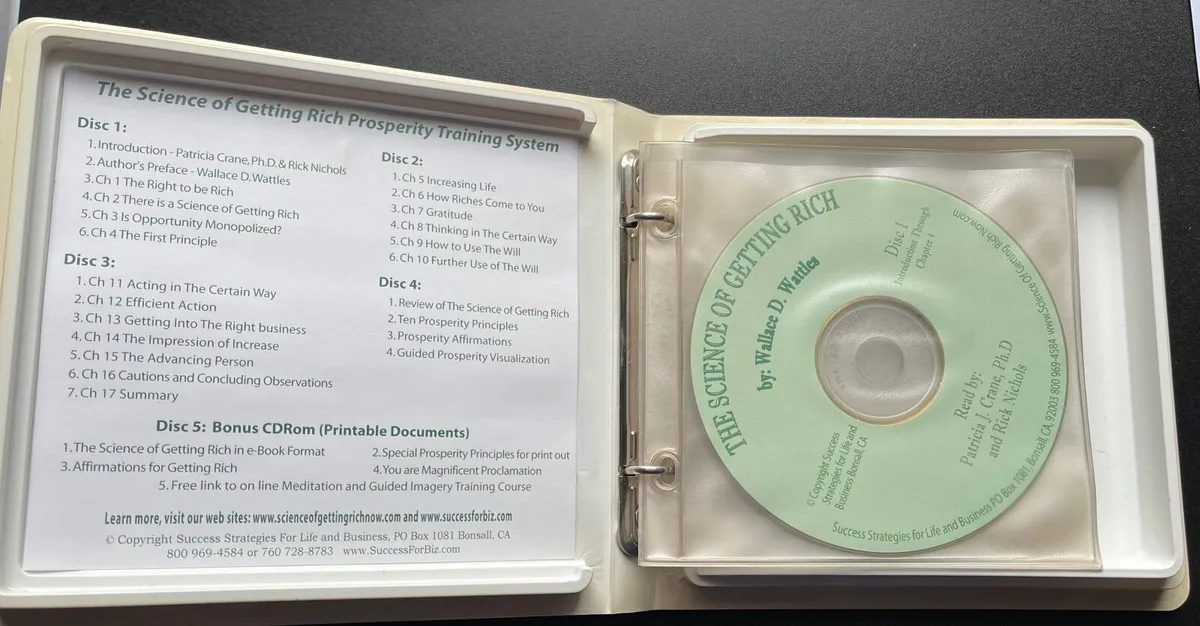 The Science of Getting Rich Prosperity Training System
Disc 1:
1.Introduction - Patricia Crane, Ph.D. & Rick Nichols
2.Author's Preface - Wallace D. Wattles
3.Ch 1 The Right to be Rich
4.Ch 2 There is a Science of Getting Rich
5.Ch 3 Is Opportunity Monopolized?
6.Ch 4 The First Principle
Disc 2:
1.Ch 5 Increasing Life
2.Ch 6 How Riches Come to You
3.Ch 7 Gratitude
4.Ch 8 Thinking in The Certain Way
5.Ch 9 How to Use The Will
6.Ch 10 Further Use of The Will
Disc 3:
1.Ch 11 Acting in The Certain Way
2.Ch 12 Efficient Action
3.Ch 13 Getting Into The Right business
4.Ch 14 The Impression of Increase
5.Ch 15 The Advancing Person
6.Ch 16 Cautions and Concluding Observations
7.Ch 17 Summary
Disc 4:
1.Review of The Science of Getting Rich
2.Ten Prosperity Principles
3.Prosperity Affirmations
4.Guided Prosperity Visualization
Disc 5: Bonus CDRom (Printable Documents)
1.The Science of Getting Rich in e-Book Format
2.Special Prosperity Principles for print out
3.Affirmations for Getting Rich
4.You are Magnificent Proclamation
5.Free link to on line Meditation and Guided Imagery Training Course
Learn more, visit our web sites: www.scienceofgettingrichnow.com and www.successforbiz.com
© Copyright Success Strategies For Life and Business, PO Box 1081 Bonsall, CA
800 969-4584 or 760 728-8783 www.SuccessForBiz.com
THE SCIENCE OF GETTING RICH
by: Wallace D. Wattles
Disc 1
Introduction Through
Chapter 4
Read by:
Patricia J. Crane, Ph.D
and Rick Nichols
© Copyright Success
Strategies for Life and
Business Bonsall, CA
Success Strategies for Life and Business PO Box 1081, Bonsall, CA, 92003 800 969-4584 www.Science Of Getting Rich Now.com